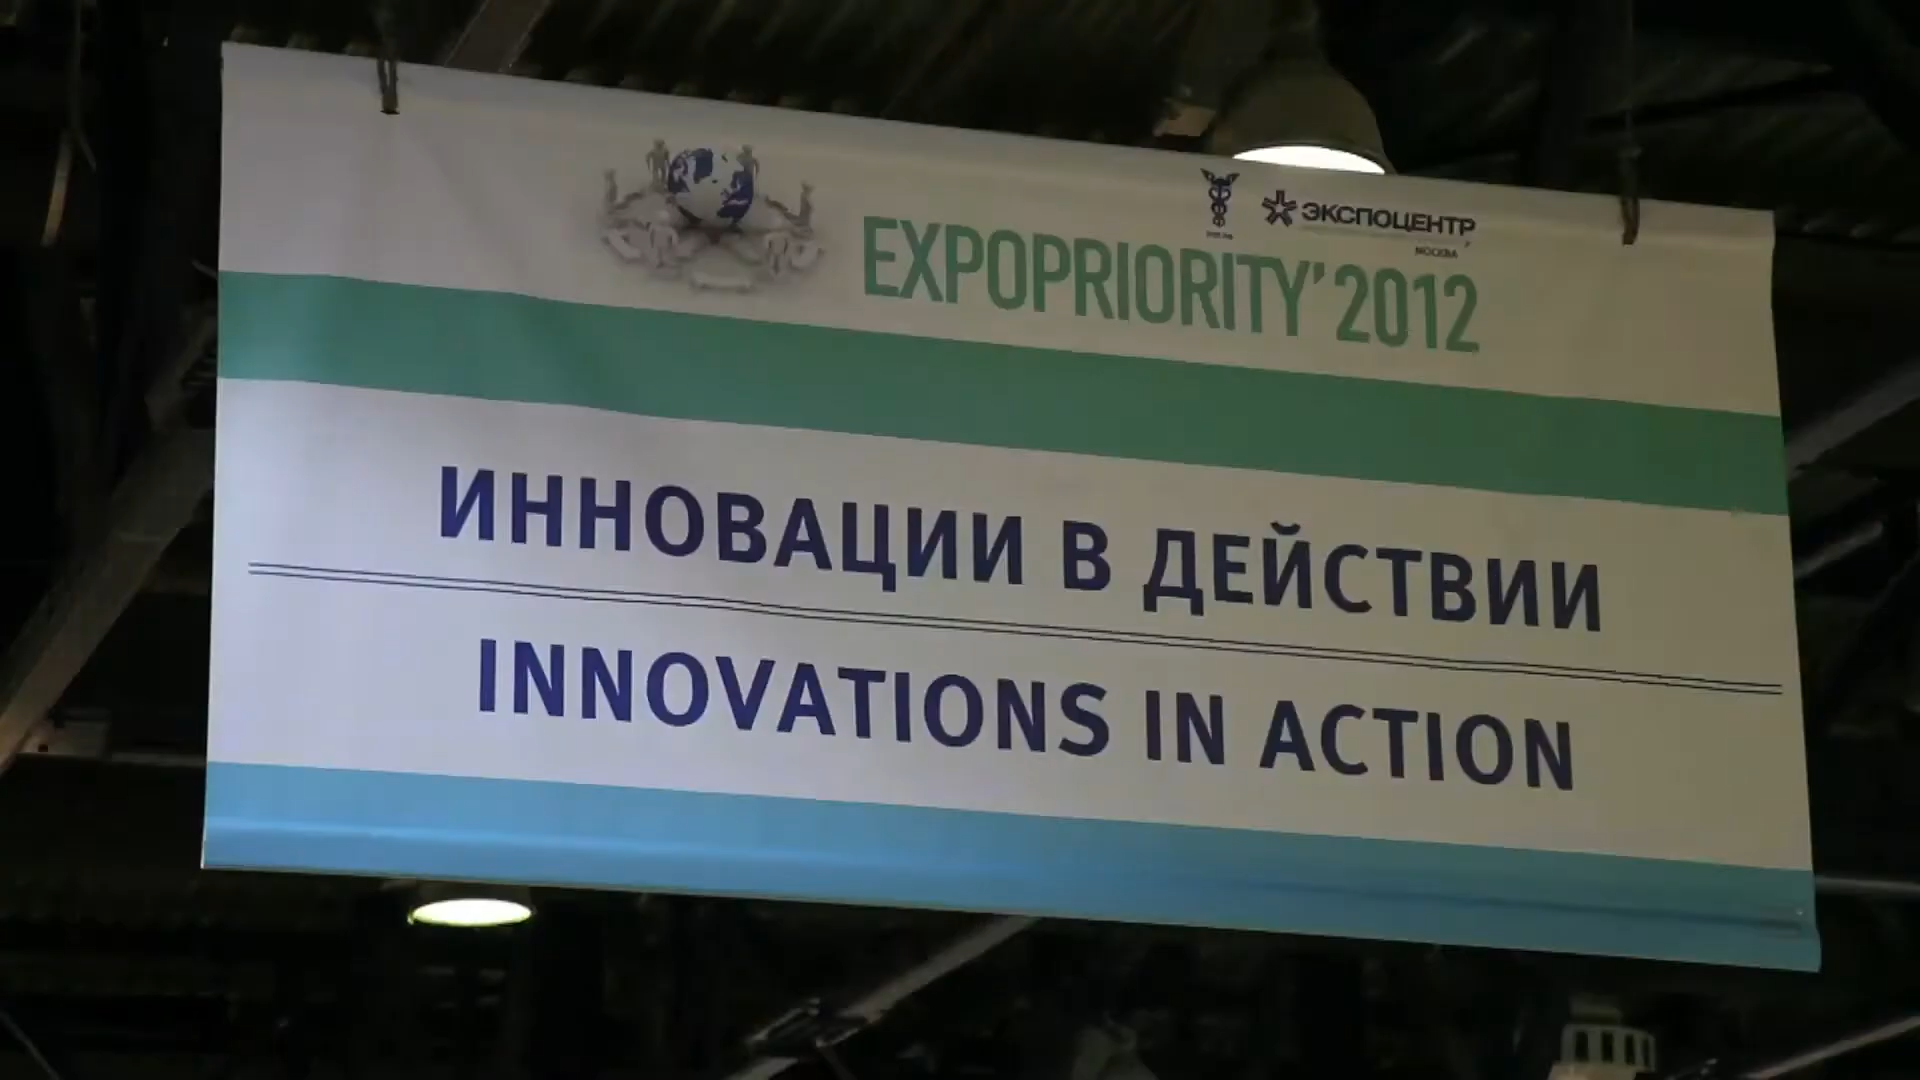 ЭКСПОЦЕНТР
МОСКВА
EXPOPRIORITY'2012
ИННОВАЦИИ В ДЕЙСТВИИ
INNOVATIONS IN ACTION